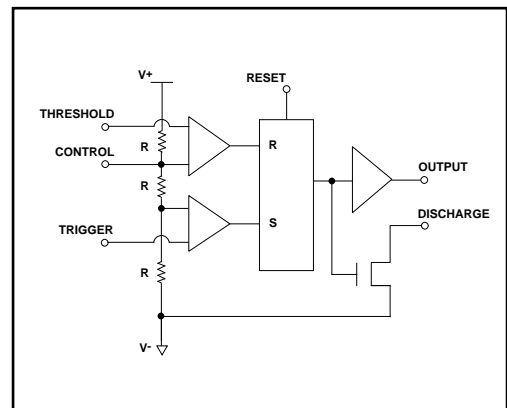 V+
RESET
THRESHOLD
R
CONTROL
R
R
OUTPUT
DISCHARGE
S
TRIGGER
R
V-